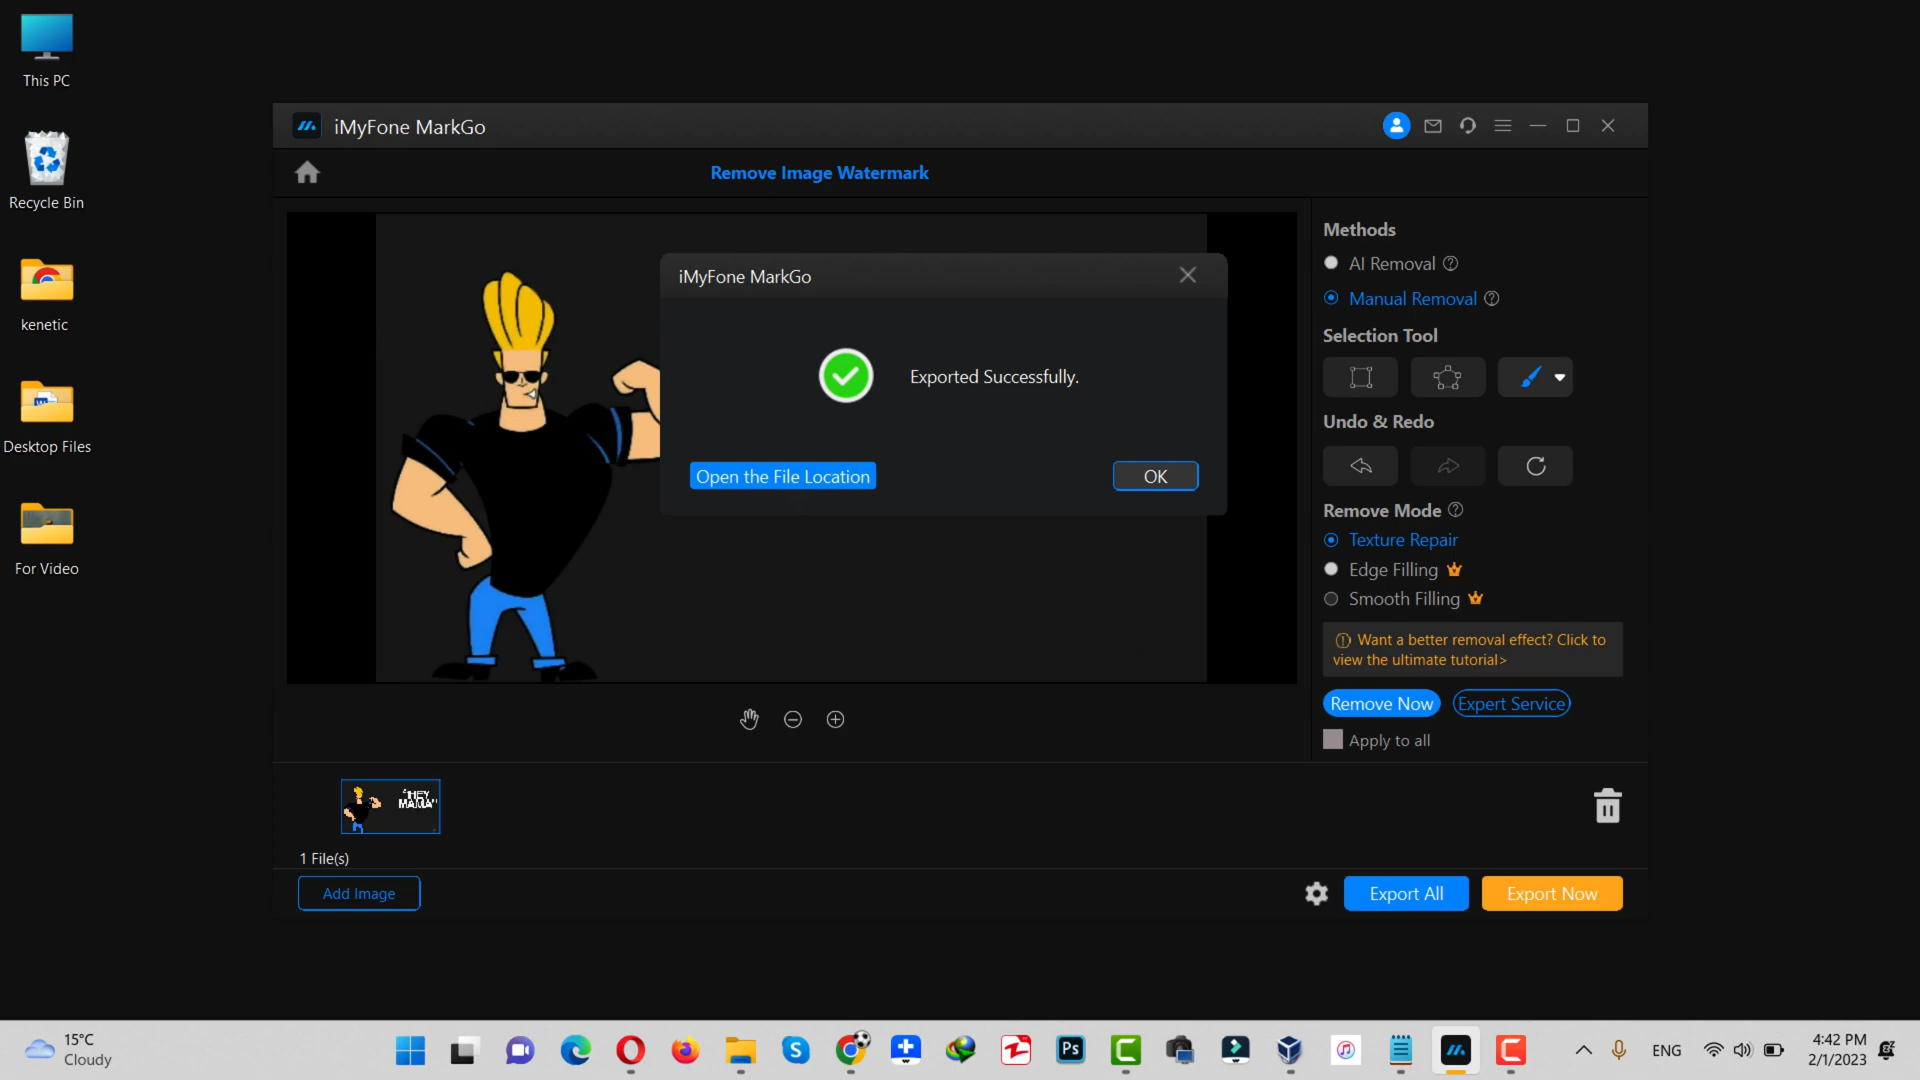 This PC
Recycle Bin
kenetic
Desktop Files
For Video
iMyFone MarkGo
Remove Image Watermark
iMyFone MarkGo
Exported Successfully.
Open the File Location
OK
Methods
AI Removal
Manual Removal
Selection Tool
Undo & Redo
Remove Mode
Texture Repair
Edge Filling
Smooth Filling
Want a better removal effect? Click to
view the ultimate tutorial>
Remove Now
Expert Service
Apply to all
"HEY
MAMA"
1 File(s)
Add Image
Export All
Export Now
15°C
Cloudy
Ps
ENG
4:42 PM
2/1/2023